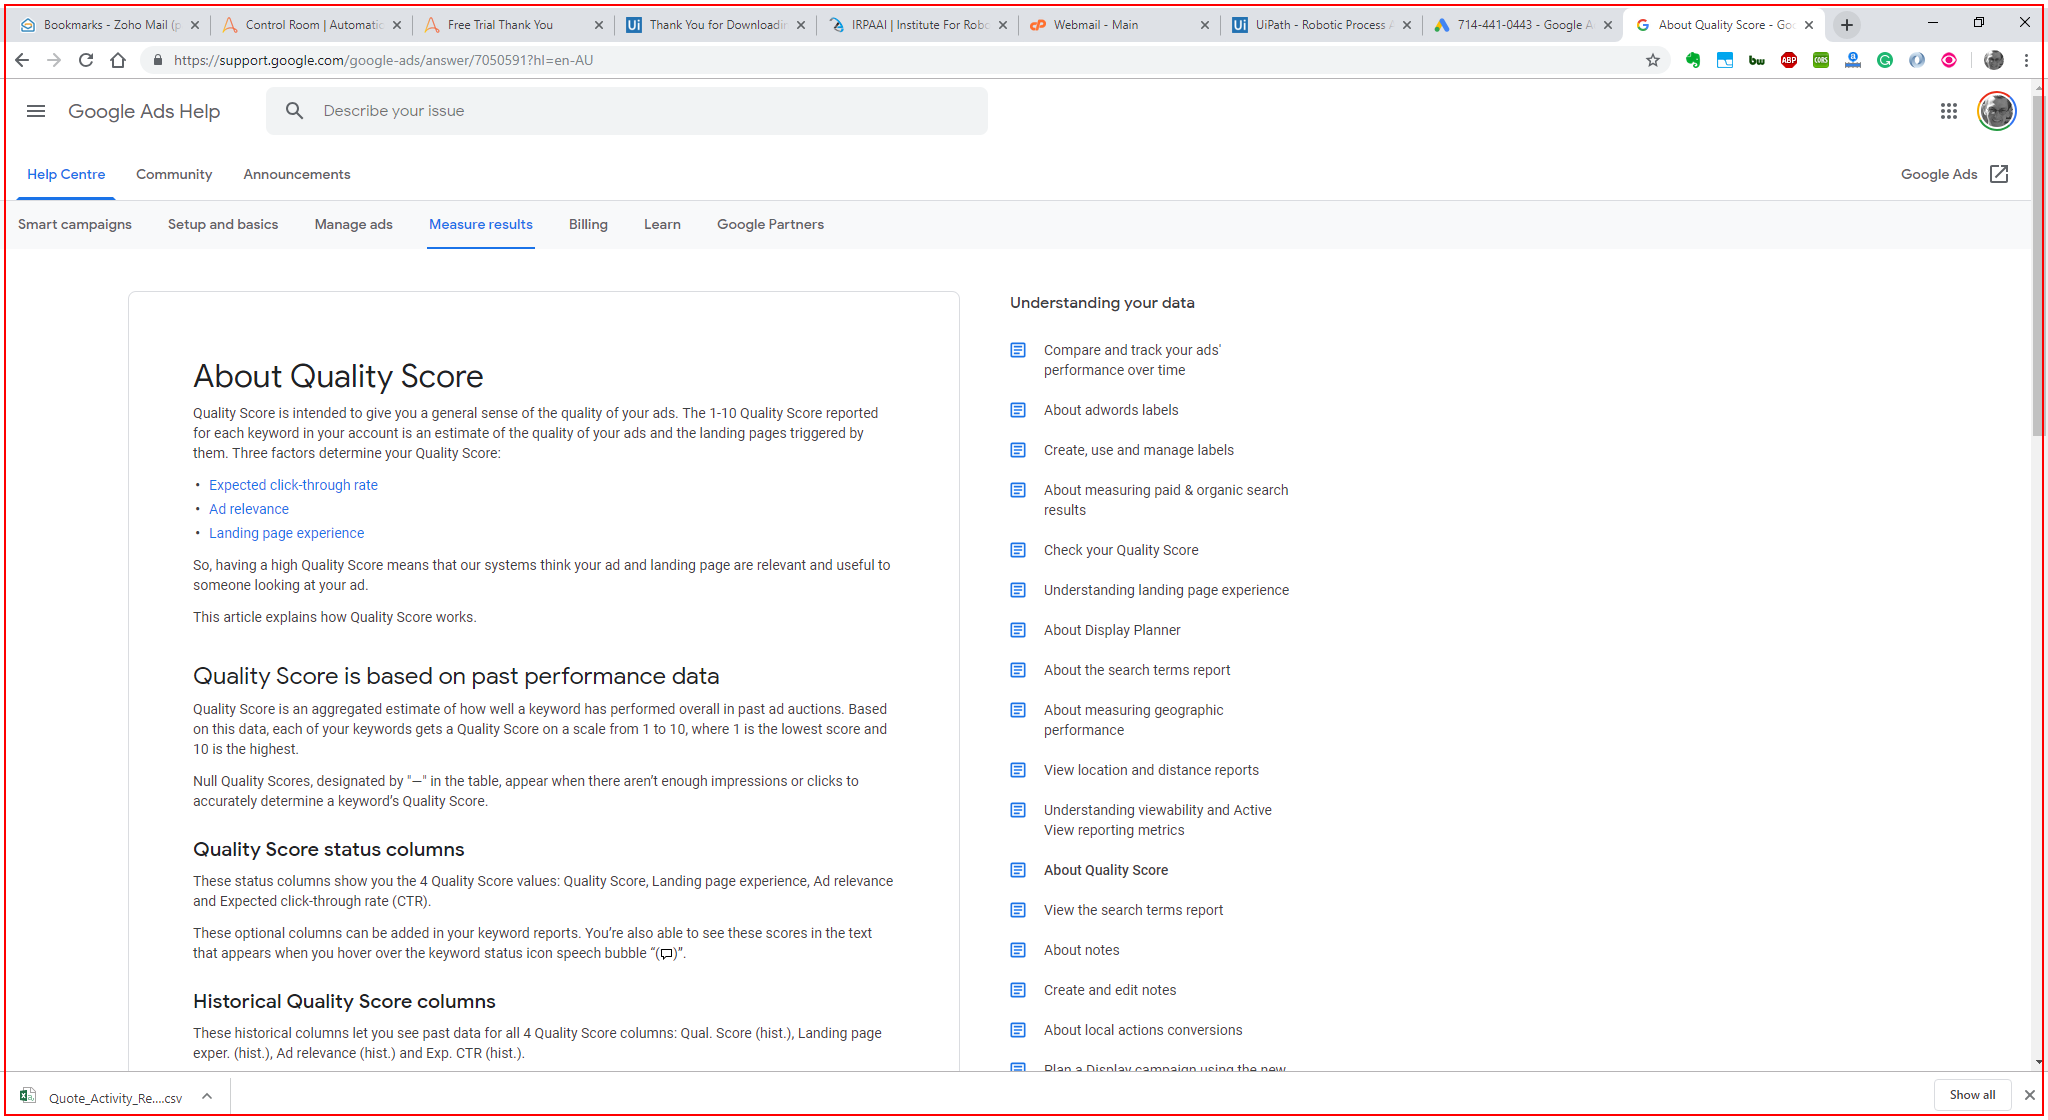 Bookmarks - Zoho Mail (p
Control Room | Automatic
Free Trial Thank You
Thank You for Downloadin
IRPAAI | Institute For Robo
Webmail - Main
UiPath - Robotic Process A
714-441-0443 - Google A
About Quality Score - Goo
https://support.google.com/google-ads/answer/7050591?hl=en-AU
Google Ads Help
Describe your issue
Help Centre
Community
Announcements
Google Ads
Smart campaigns
Setup and basics
Manage ads
Measure results
Billing
Learn
Google Partners
About Quality Score
Quality Score is intended to give you a general sense of the quality of your ads. The 1-10 Quality Score reported
for each keyword in your account is an estimate of the quality of your ads and the landing pages triggered by
them. Three factors determine your Quality Score:
• Expected click-through rate
• Ad relevance
• Landing page experience
So, having a high Quality Score means that our systems think your ad and landing page are relevant and useful to
someone looking at your ad.
This article explains how Quality Score works.
Quality Score is based on past performance data
Quality Score is an aggregated estimate of how well a keyword has performed overall in past ad auctions. Based
on this data, each of your keywords gets a Quality Score on a scale from 1 to 10, where 1 is the lowest score and
10 is the highest.
Null Quality Scores, designated by "—" in the table, appear when there aren’t enough impressions or clicks to
accurately determine a keyword’s Quality Score.
Quality Score status columns
These status columns show you the 4 Quality Score values: Quality Score, Landing page experience, Ad relevance
and Expected click-through rate (CTR).
These optional columns can be added in your keyword reports. You’re also able to see these scores in the text
that appears when you hover over the keyword status icon speech bubble “()”.
Historical Quality Score columns
These historical columns let you see past data for all 4 Quality Score columns: Qual. Score (hist.), Landing page
exper. (hist.), Ad relevance (hist.) and Exp. CTR (hist.).
Understanding your data
Compare and track your ads'
performance over time
About adwords labels
Create, use and manage labels
About measuring paid & organic search
results
Check your Quality Score
Understanding landing page experience
About Display Planner
About the search terms report
About measuring geographic
performance
View location and distance reports
Understanding viewability and Active
View reporting metrics
About Quality Score
View the search terms report
About notes
Create and edit notes
About local actions conversions
Plan a Display campaign using the new
Quote_Activity_Re....csv
Show all